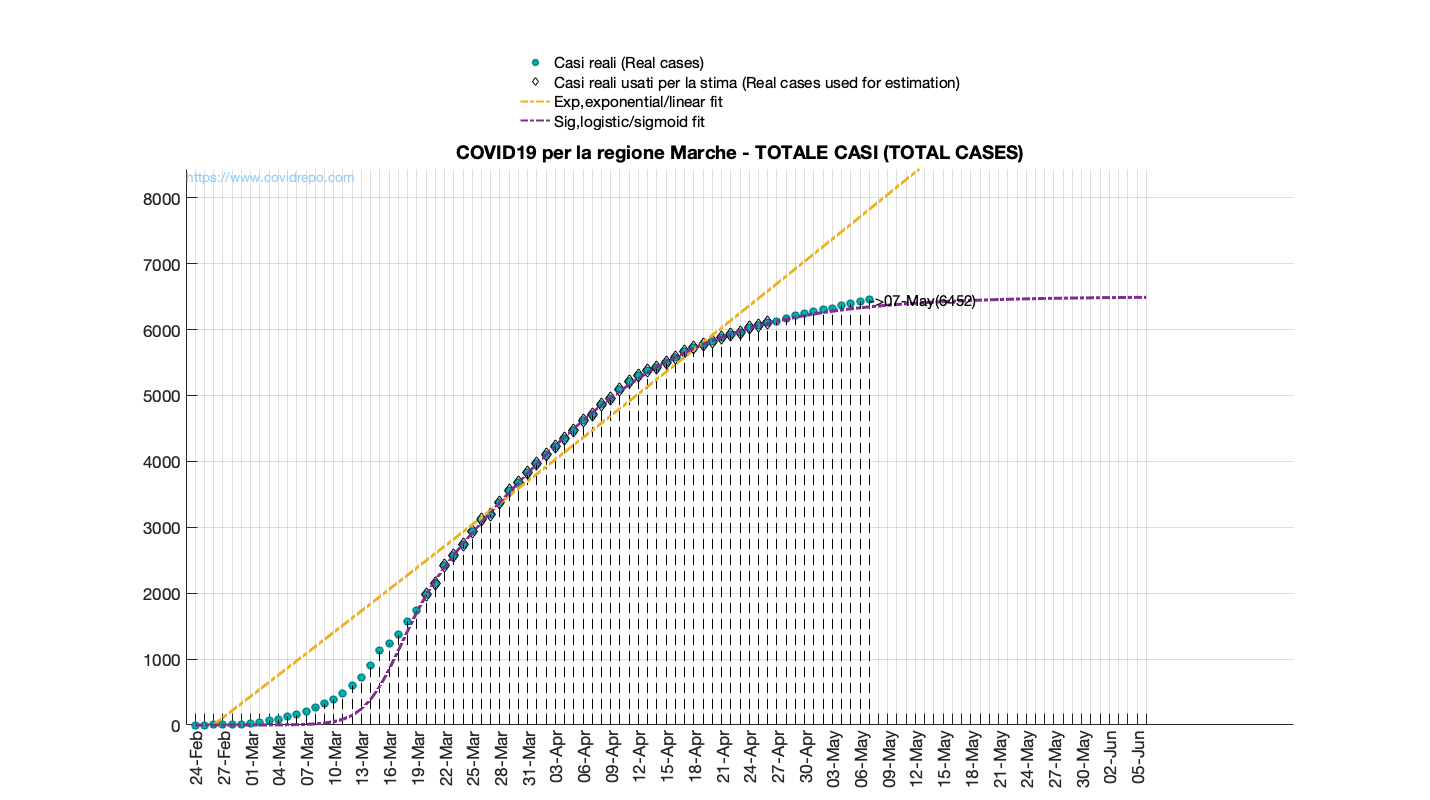 Casi reali (Real cases)
Casi reali usati per la stima (Real cases used for estimation)
Exp,exponential/linear fit
Sig,logistic/sigmoid fit
COVID19 per la regione Marche - TOTALE CASI (TOTAL CASES)
https://www.covidrepo.com
8000
7000
6000
5000
4000
3000
2000
1000
0
->07-May(6452)
24-Feb
27-Feb
01-Mar
04-Mar
07-Mar
10-Mar
13-Mar
16-Mar
19-Mar
22-Mar
25-Mar
28-Mar
31-Mar
03-Apr
06-Apr
09-Apr
12-Apr
15-Apr
18-Apr
21-Apr
24-Apr
27-Apr
30-Apr
03-May
06-May
09-May
12-May
15-May
18-May
21-May
24-May
27-May
30-May
02-Jun
05-Jun